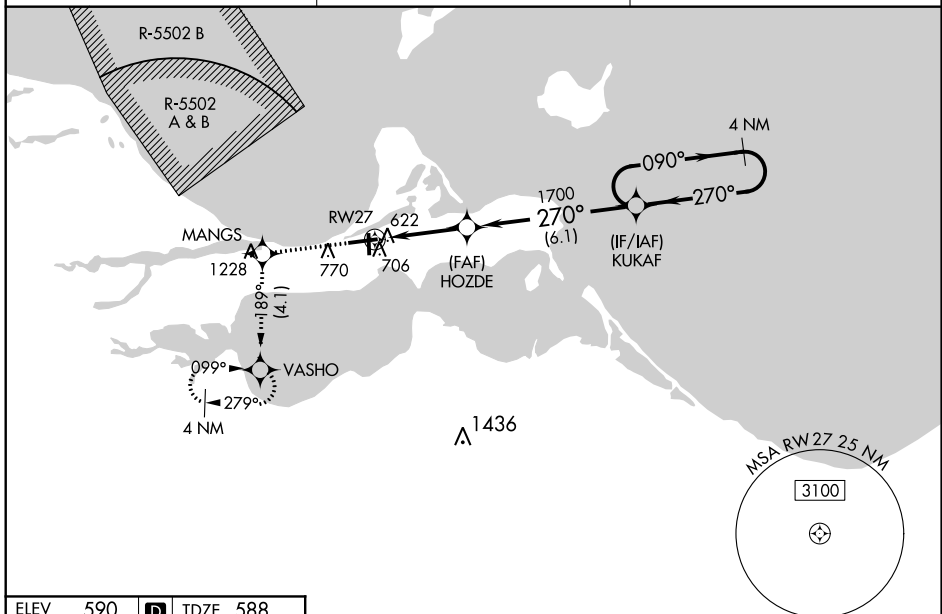 R-5502 B
R-5502
A & B
4 NM
090°
270°
1700
270°
(6.1)
(IF/IAF)
KUKAF
RW27
622
MANGS
1228
770
706
(FAF)
HOZDE
189°
(4.1)
099°
VASHO
279°
4 NM
1436
MSA RW27 25 NM
3100
ELEV 590 D TDZE 588